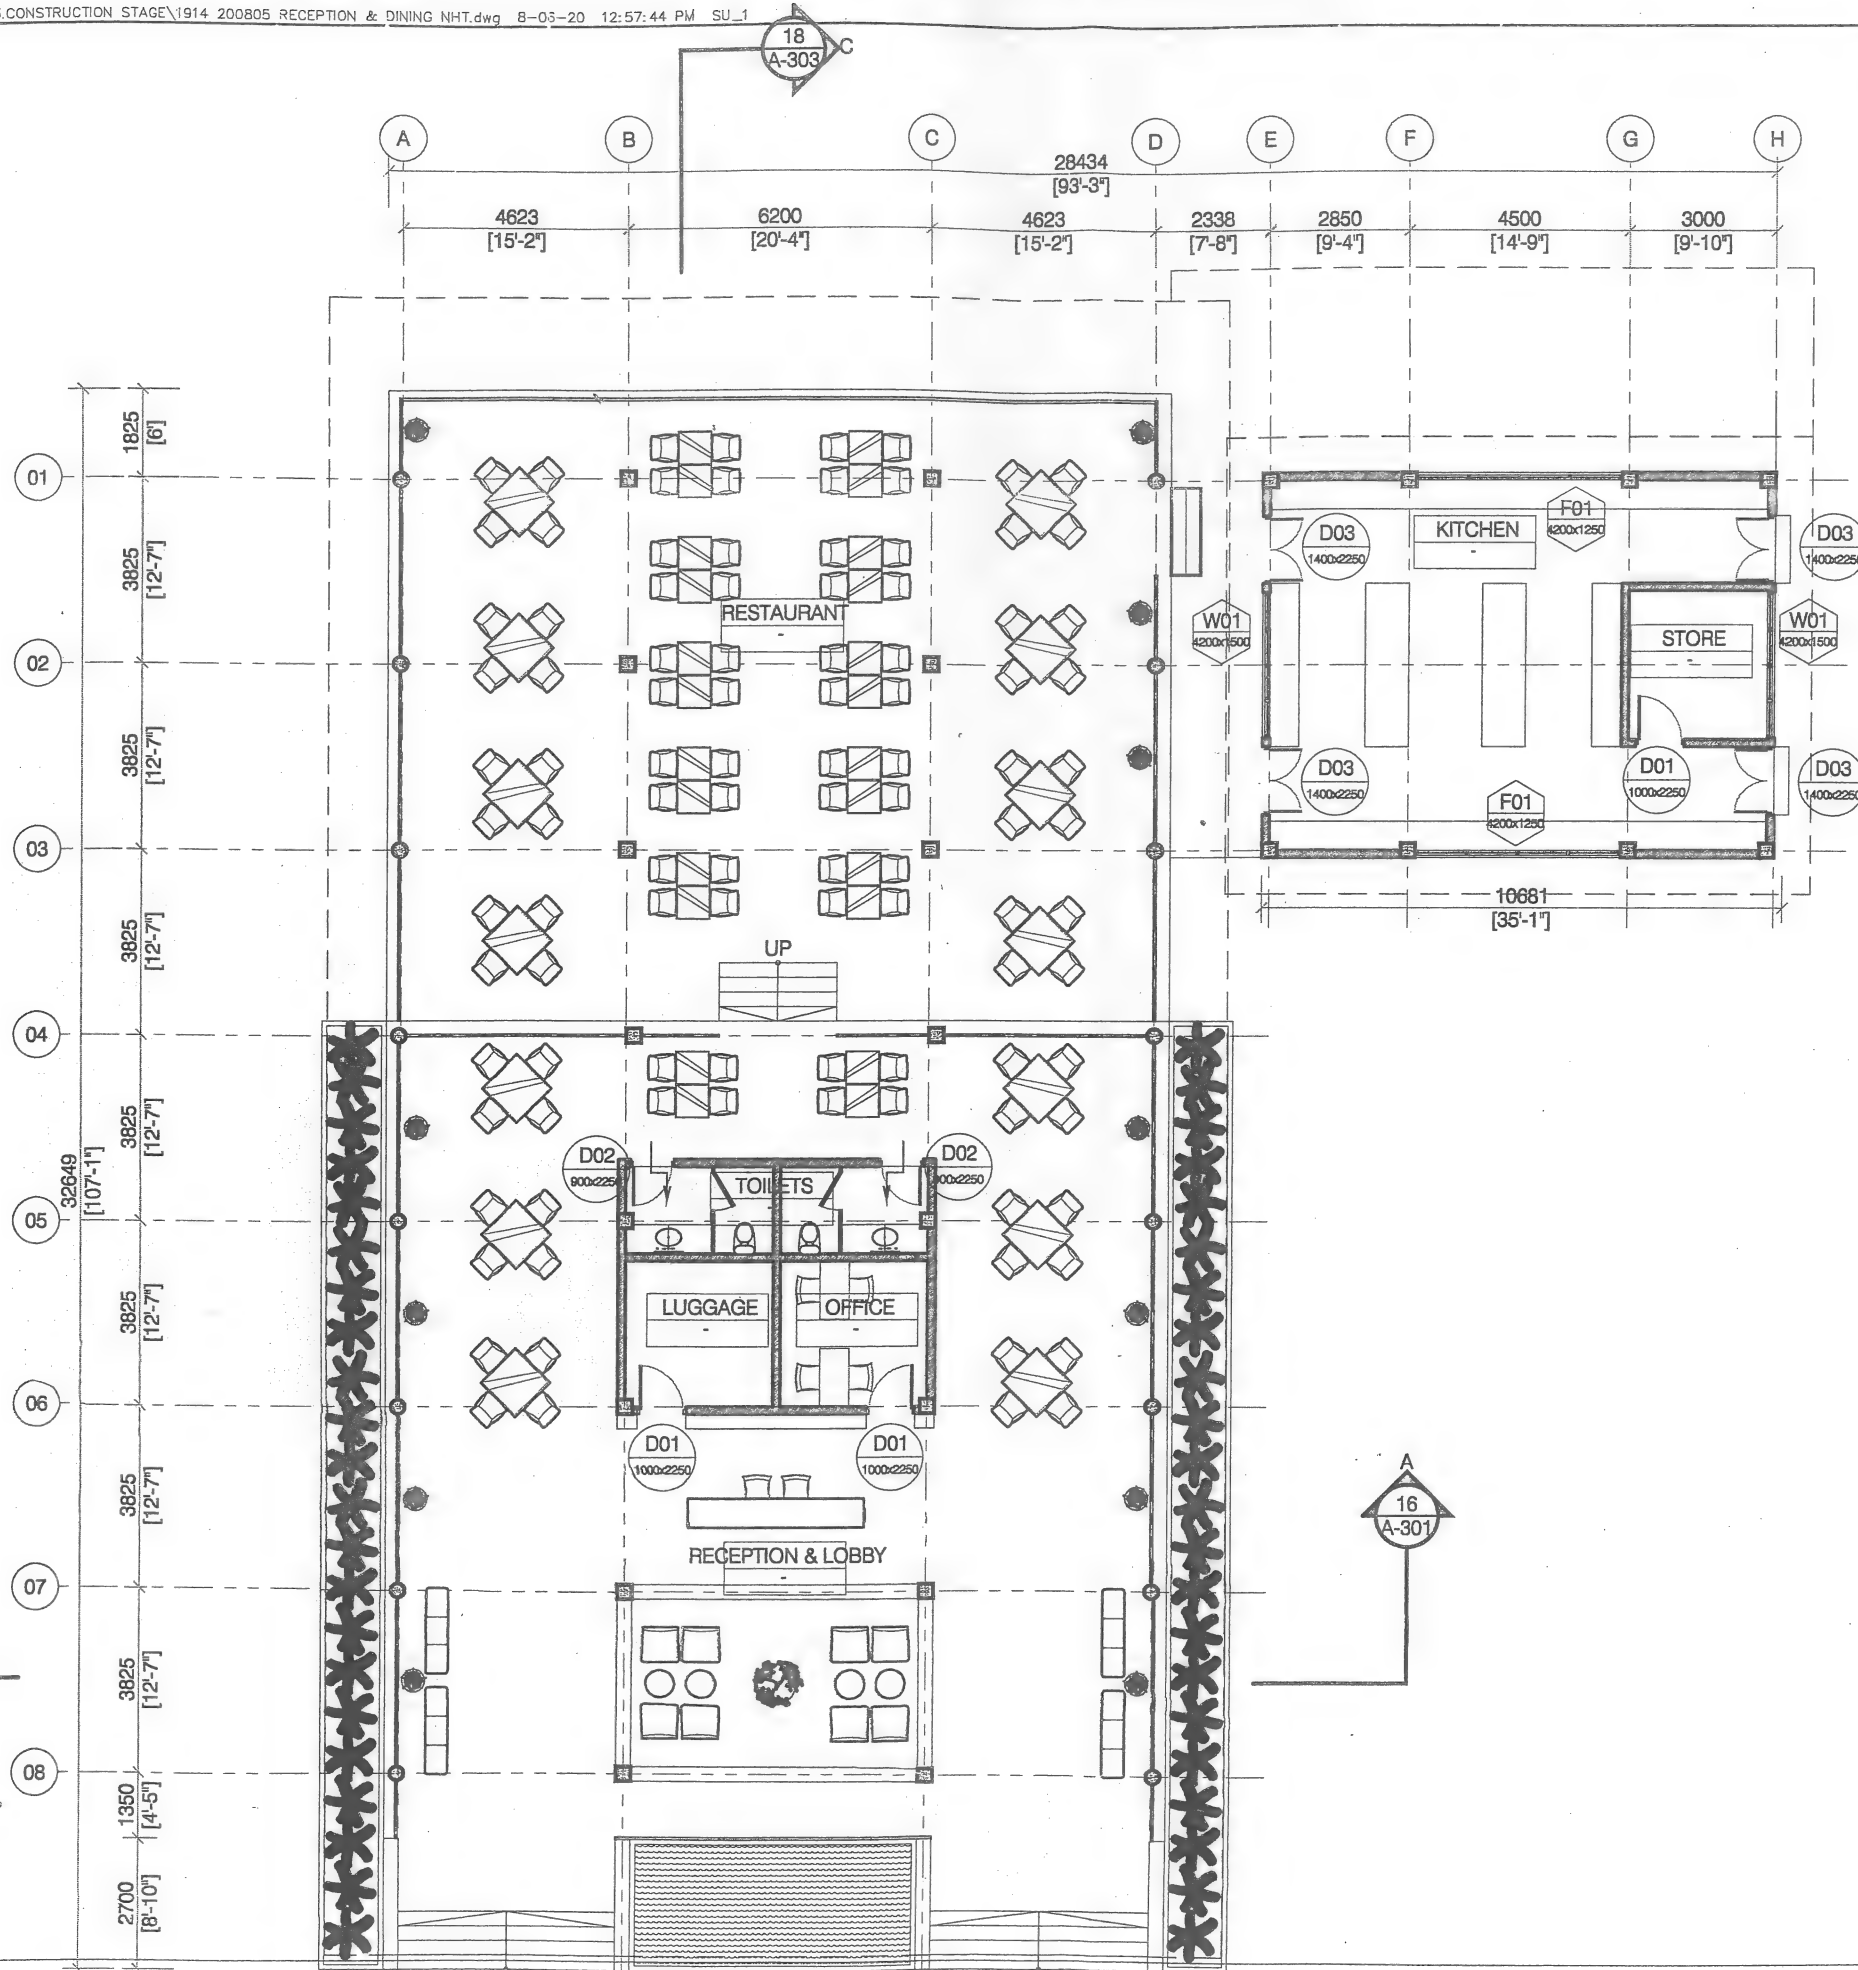 CONSTRUCTION STAGE\1914 200805 RECEPTION & DINING NHT.dwg 8-05-20 12:57:44 PM SU_1
18
A-303
C
A
B
C
D
E
F
G
H
28434
[93'-3"]
4623
[15'-2"]
6200
[20'-4"]
4623
[15'-2"]
2338
[7'-8"]
2850
[9'-4"]
4500
[14'-9"]
3000
[9'-10"]
01
02
03
04
05
06
07
08
1825
[6']
3825
[12'-7"]
3825
[12'-7"]
3825
[12'-7"]
3825
[12'-7"]
3825
[12'-7"]
3825
[12'-7"]
3825
[12'-7"]
1350
[4'-5"]
2700
[8'-10"]
32649
[107'-1"]
RESTAURANT
-
UP
KITCHEN
-
F01
4200x1250
D03
1400x2250
D03
1400x2250
W01
4200x1500
STORE
-
W01
4200x1500
D03
1400x2250
D01
1000x2250
D03
1400x2250
F01
4200x1250
10681
[35'-1"]
D02
900x2250
TOILETS
D02
900x2250
LUGGAGE
-
OFFICE
-
D01
1000x2250
D01
1000x2250
RECEPTION & LOBBY
A
16
A-301